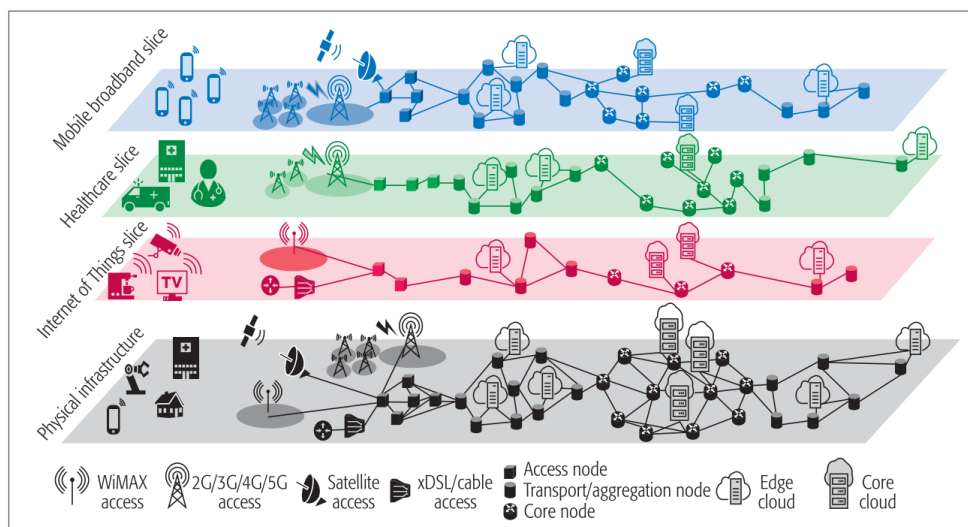 Mobile broadband slice
Healthcare slice
Internet of Things slice
TV
Physical infrastructure
WiMAX
access
2G/3G/4G/5G
access
Satellite
access
xDSL/cable
access
Access node
Transport/aggregation node
Core node
Edge
cloud
Core
cloud